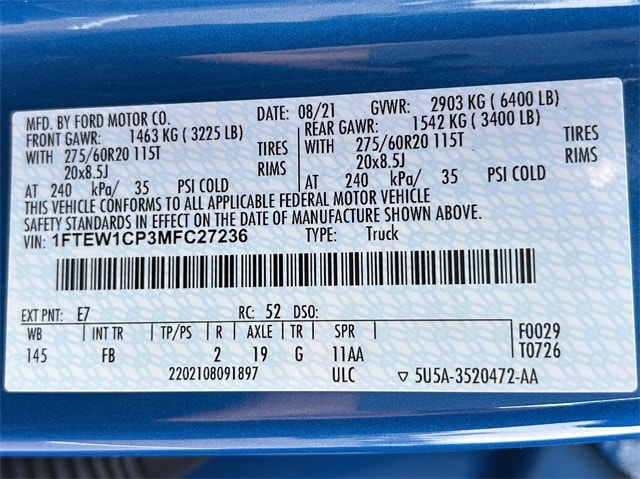 MFD. BY FORD MOTOR CO. DATE: 08/21 GVWR: 2903 KG ( 6400 LB)
FRONT GAWR: 1463 KG ( 3225 LB) REAR GAWR: 1542 KG ( 3400 LB)
WITH 275/60R20 115T TIRES WITH 275/60R20 115T TIRES
20x8.5J RIMS 20x8.5J RIMS
AT 240 kPa/ 35 PSI COLD AT 240 kPa/ 35 PSI COLD
THIS VEHICLE CONFORMS TO ALL APPLICABLE FEDERAL MOTOR VEHICLE
SAFETY STANDARDS IN EFFECT ON THE DATE OF MANUFACTURE SHOWN ABOVE.
VIN: 1FTEW1CP3MFC27236 TYPE: Truck
EXT PNT: E7 RC: 52 DSO:
WB INT TR TP/PS R AXLE TR SPR F0029
145 FB 2 19 G 11AA T0726
2202108091897 ULC ▽ 5U5A-3520472-AA